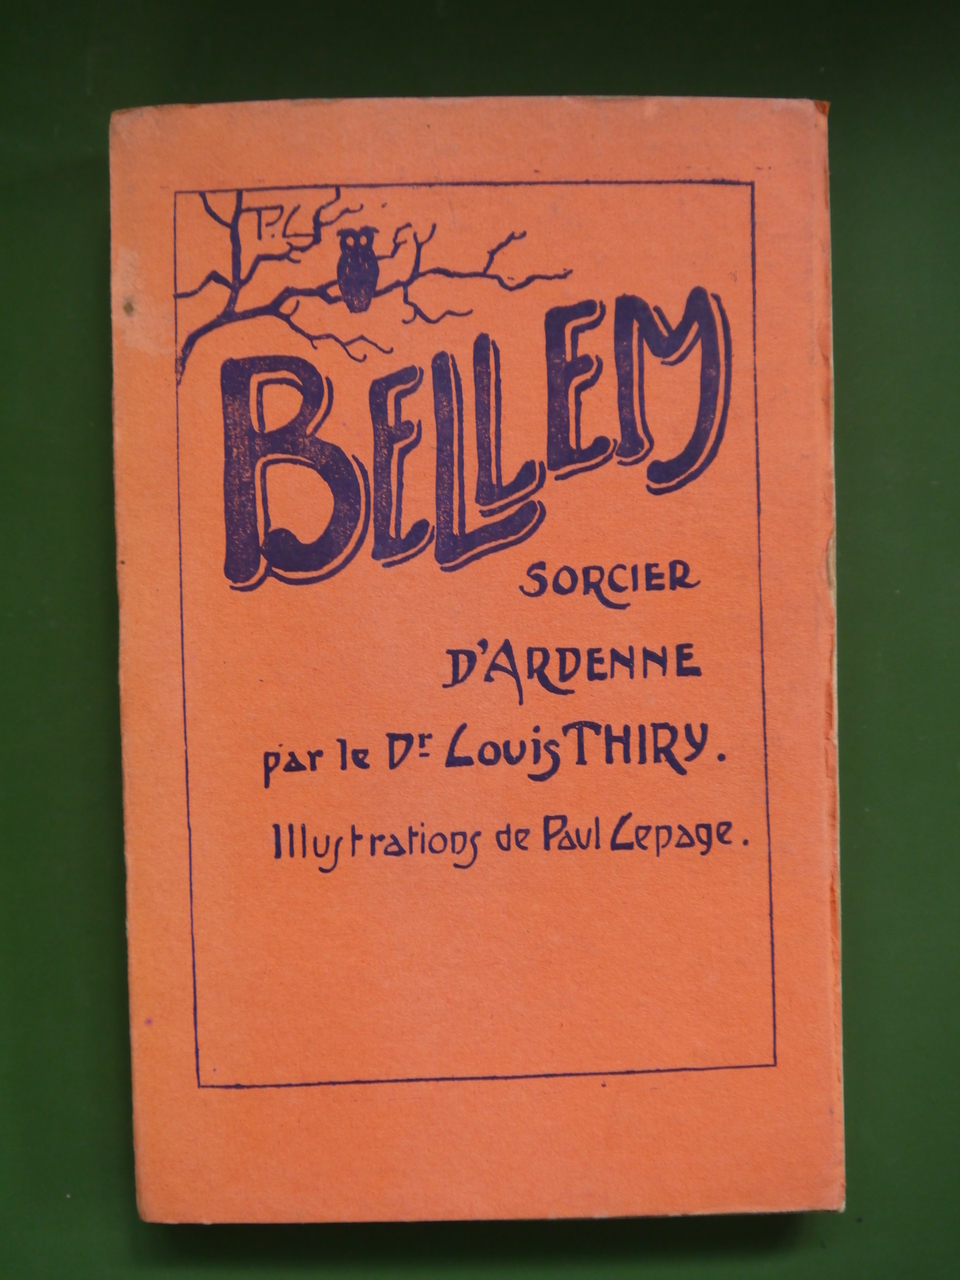 P.L
BELLEM
SORCIER
D'ARDENNE
par le Dr Louis THIRY.
Illustrations de Paul Lepage.